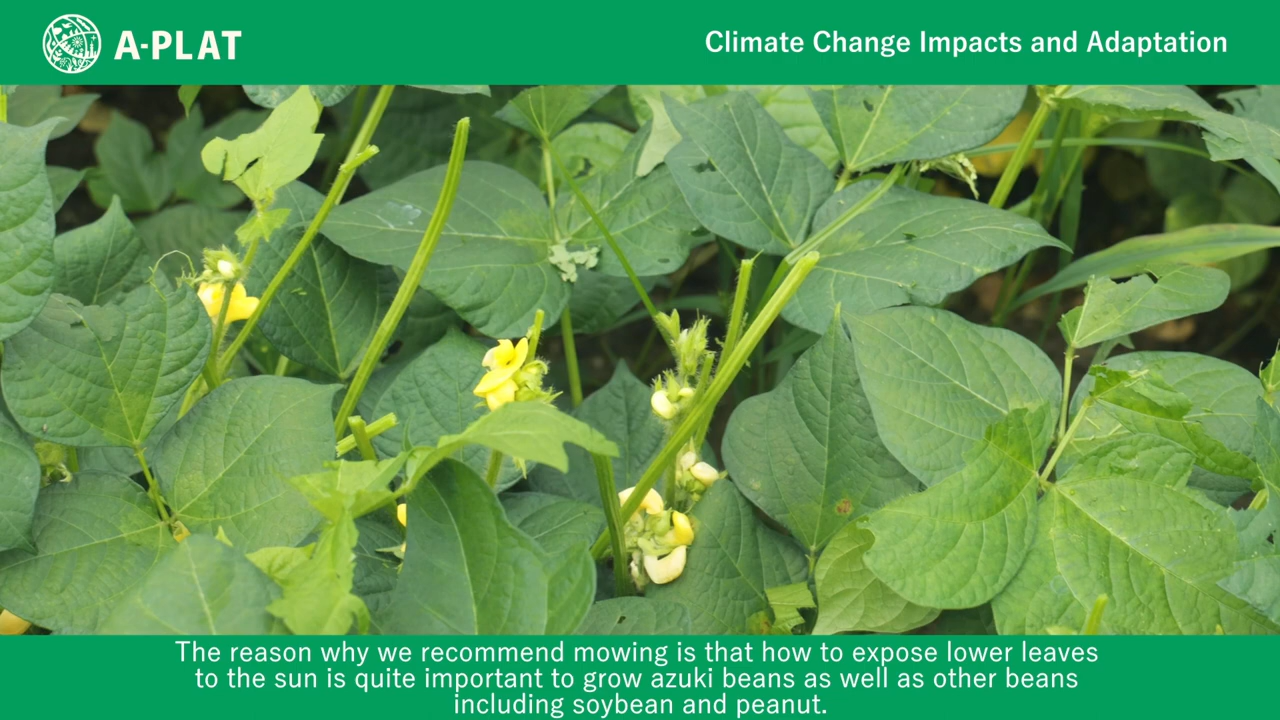 A-PLAT
Climate Change Impacts and Adaptation
The reason why we recommend mowing is that how to expose lower leaves
to the sun is quite important to grow azuki beans as well as other beans
including soybean and peanut.